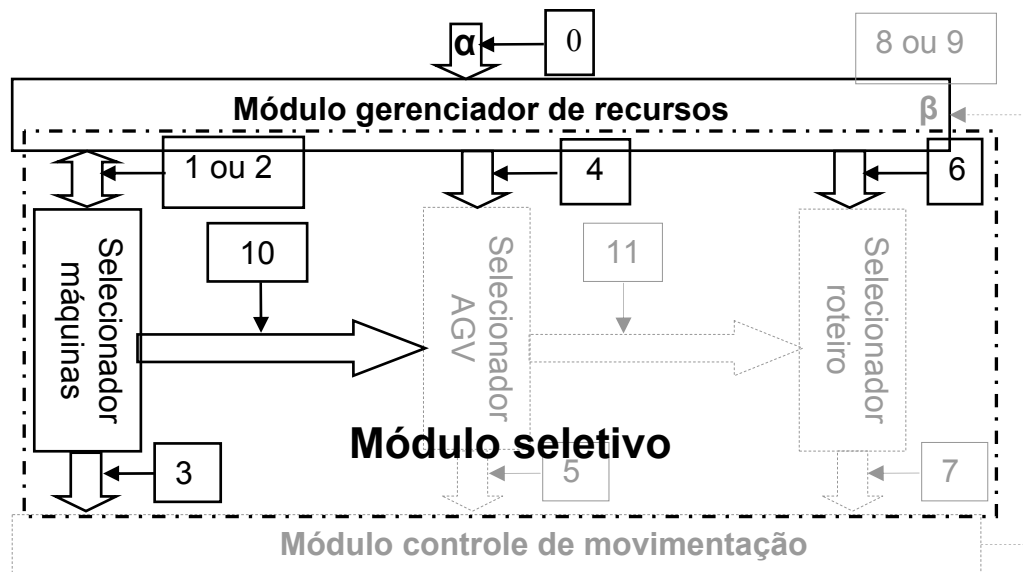 α
0
8 ou 9
Módulo gerenciador de recursos
β
1 ou 2
4
6
Selecionador
máquinas
10
Selecionador
AGV
11
Selecionador
roteiro
Módulo seletivo
3
5
7
Módulo controle de movimentação